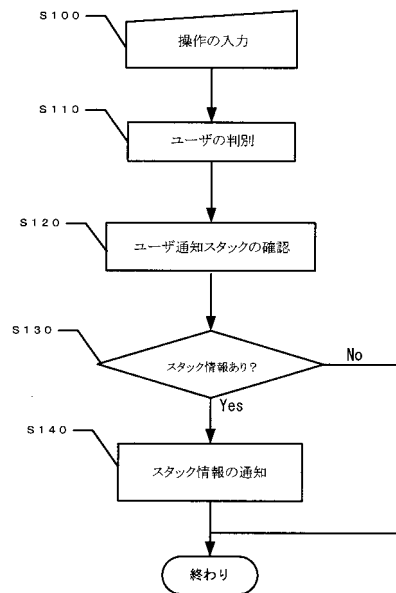 S100
操作の入力
S110
ユーザの判別
S120
ユーザ通知スタックの確認
S130
スタック情報あり?
No
Yes
S140
スタック情報の通知
終わり